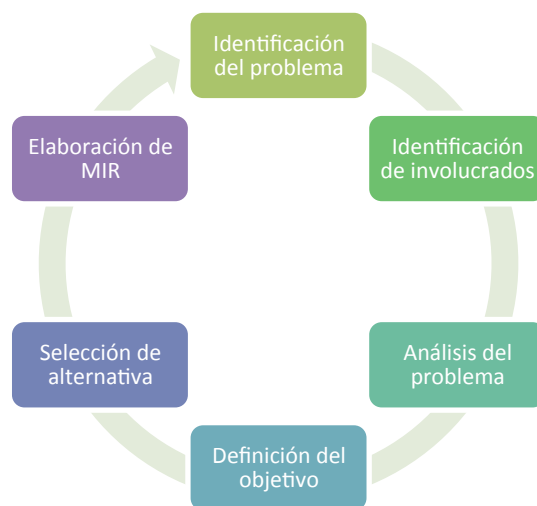 Identificación
del problema
Identificación
de involucrados
Análisis del
problema
Definición del
objetivo
Selección de
alternativa
Elaboración de
MIR